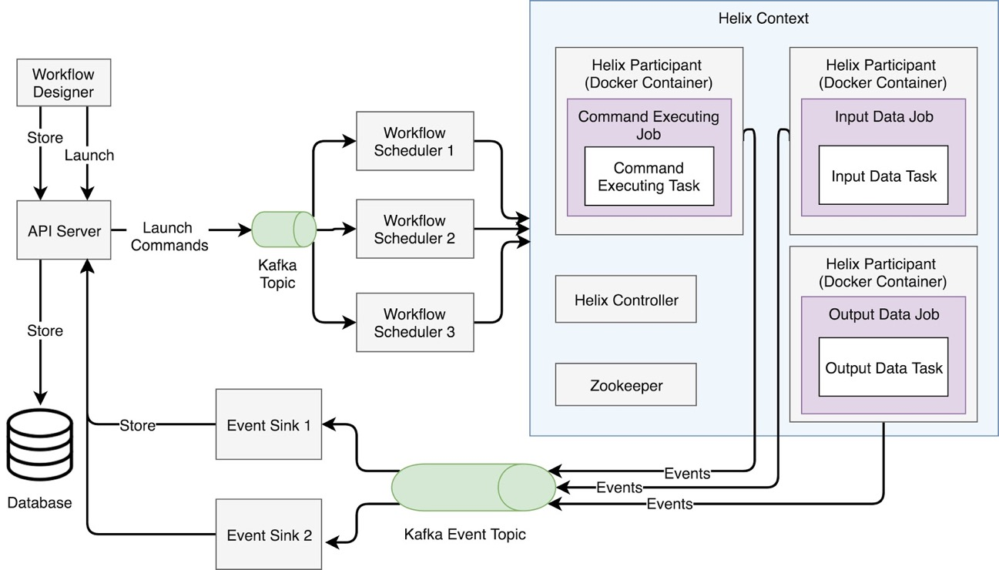 Helix Context
Workflow
Designer
Store
Launch
API Server
Launch
Commands
Kafka
Topic
Workflow
Scheduler 1
Workflow
Scheduler 2
Workflow
Scheduler 3
Helix Participant
(Docker Container)
Command Executing
Job
Command
Executing Task
Helix Participant
(Docker Container)
Input Data Job
Input Data Task
Helix Controller
Zookeeper
Helix Participant
(Docker Container)
Output Data Job
Output Data Task
Store
Database
Store
Event Sink 1
Event Sink 2
Kafka Event Topic
Events
Events
Events